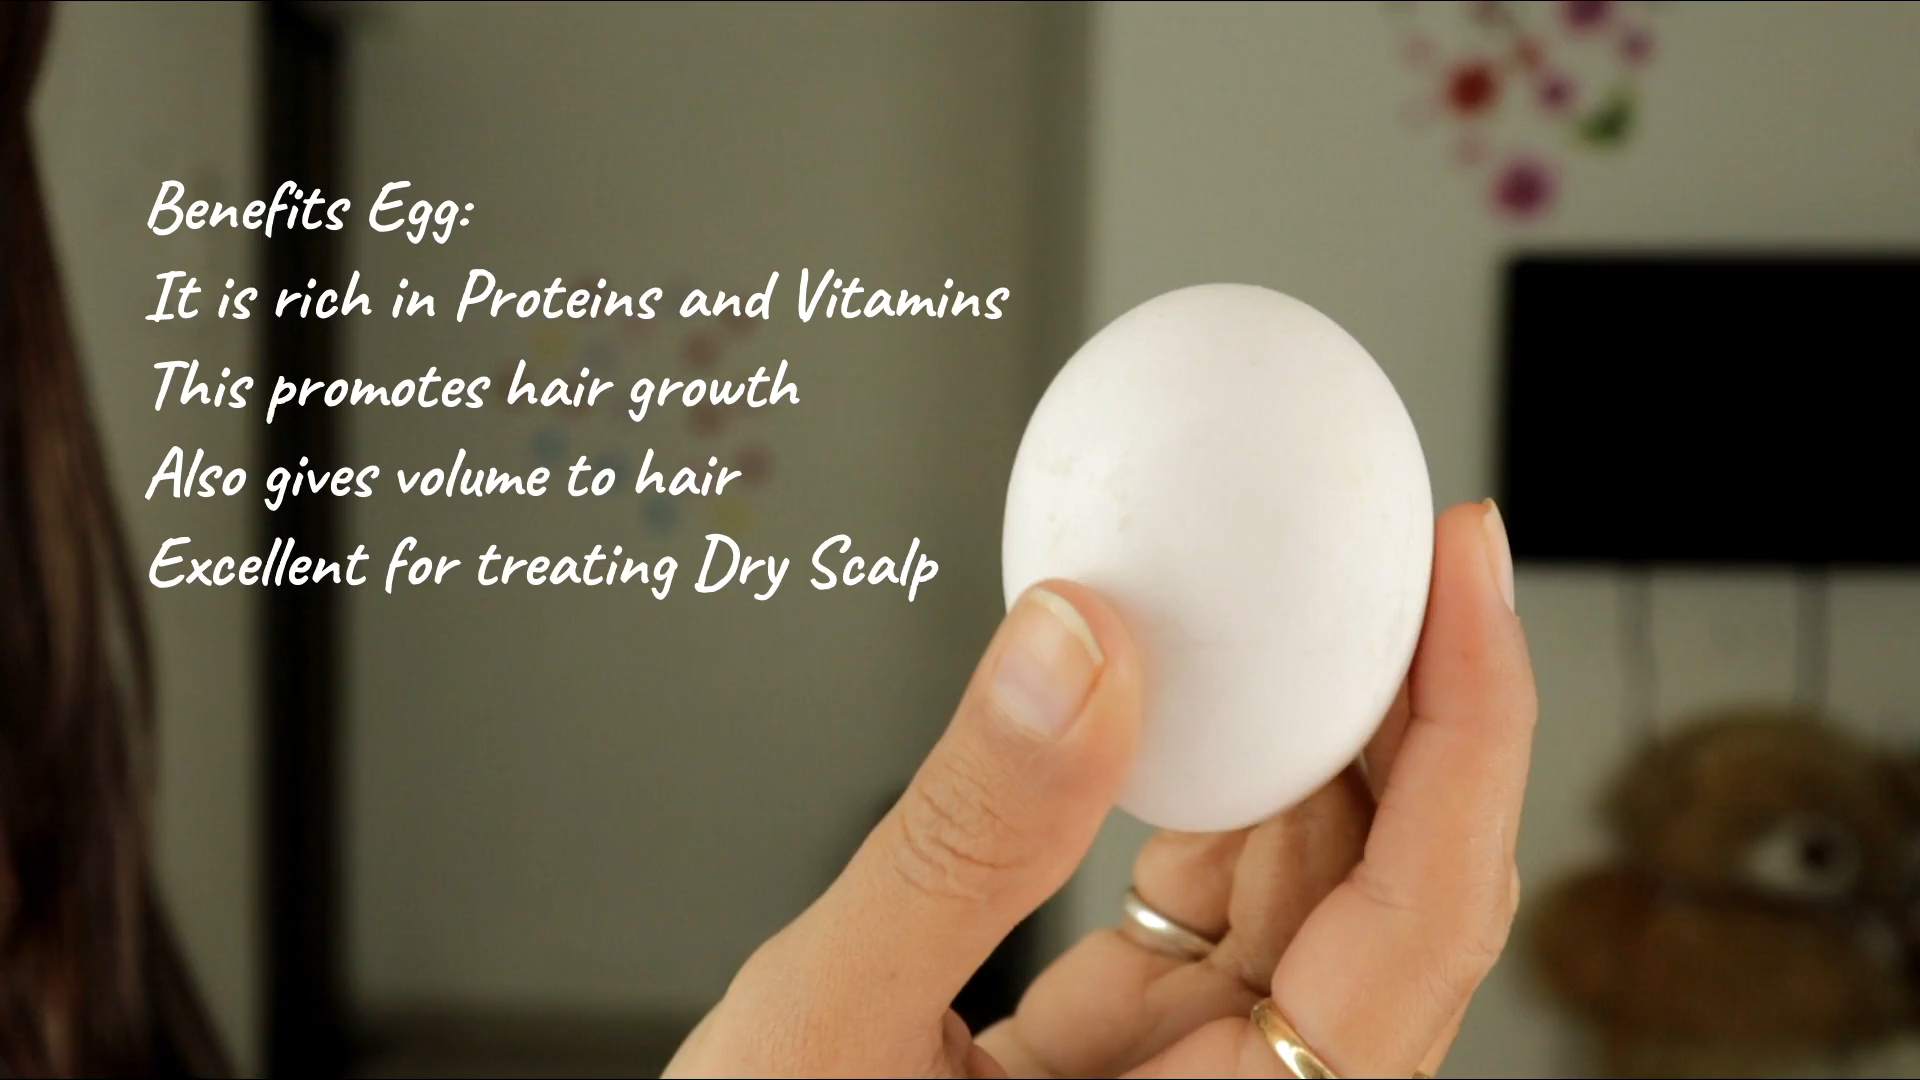 Benefits Egg:
It is rich in Proteins and Vitamins
This promotes hair growth
Also gives volume to hair
Excellent for treating Dry Scalp